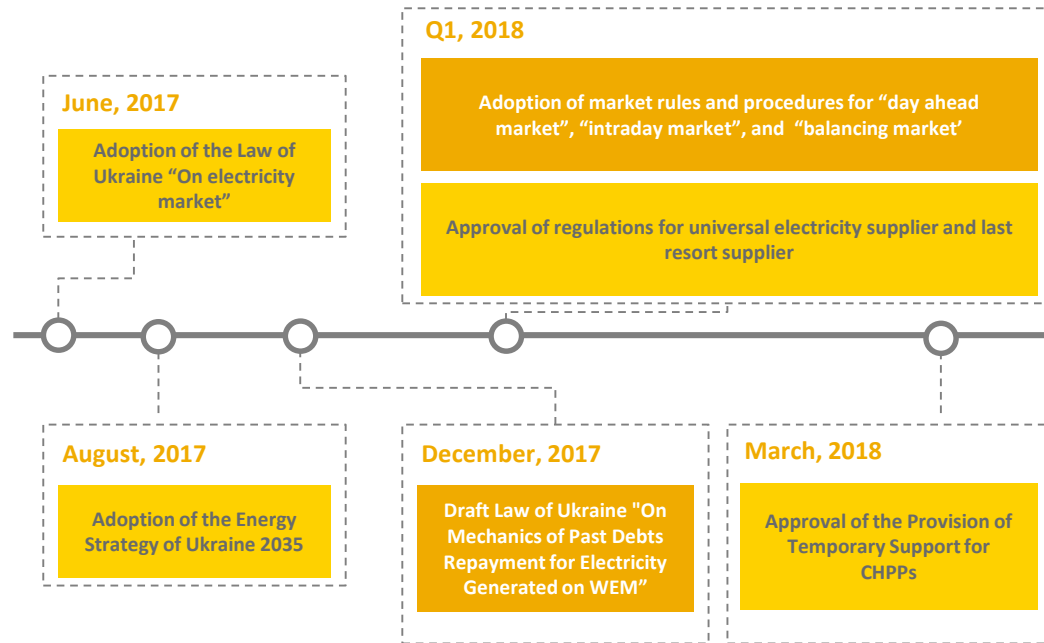 June, 2017
Adoption of the Law of
Ukraine “On electricity
market”
Q1, 2018
Adoption of market rules and procedures for “day ahead
market”, “intraday market”, and “balancing market‘
Approval of regulations for universal electricity supplier and last
resort supplier
August, 2017
Adoption of the Energy
Strategy of Ukraine 2035
December, 2017
Draft Law of Ukraine "On
Mechanics of Past Debts
Repayment for Electricity
Generated on WEM”
March, 2018
Approval of the Provision of
Temporary Support for
CHPPs